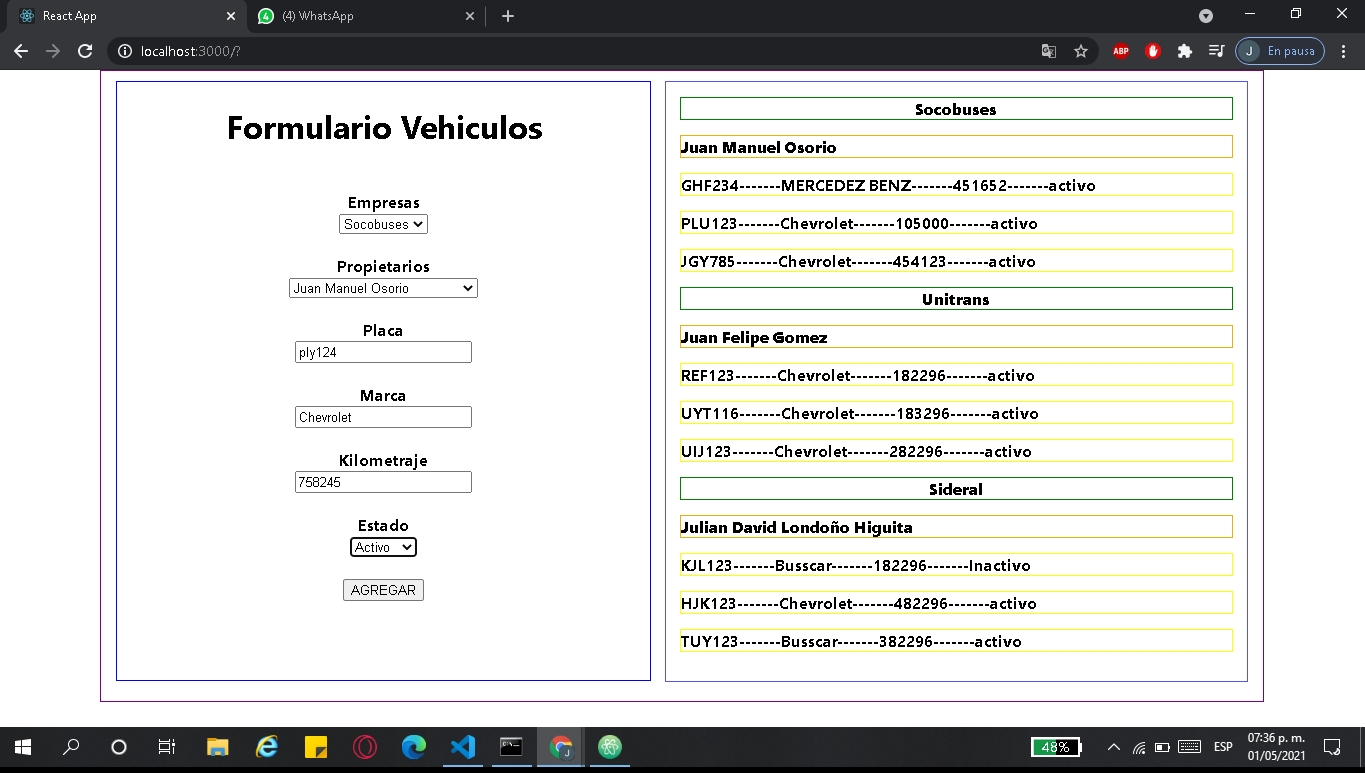 React App
(4) WhatsApp
localhost:3000/?
ABP
J
En pausa
Formulario Vehiculos
Empresas
Socobuses
Propietarios
Juan Manuel Osorio
Placa
ply124
Marca
Chevrolet
Kilometraje
758245
Estado
Activo
AGREGAR
Socobuses
Juan Manuel Osorio
GHF234-------MERCEDEZ BENZ-------451652-------activo
PLU123-------Chevrolet-------105000-------activo
JGY785-------Chevrolet-------454123-------activo
Unitrans
Juan Felipe Gomez
REF123-------Chevrolet-------182296-------activo
UYT116-------Chevrolet-------183296-------activo
UIJ123-------Chevrolet-------282296-------activo
Sideral
Julian David Londoño Higuita
KJL123-------Busscar-------182296-------Inactivo
HJK123-------Chevrolet-------482296-------activo
TUY123-------Busscar-------382296-------activo
48%
ESP
07:36 p. m.
01/05/2021